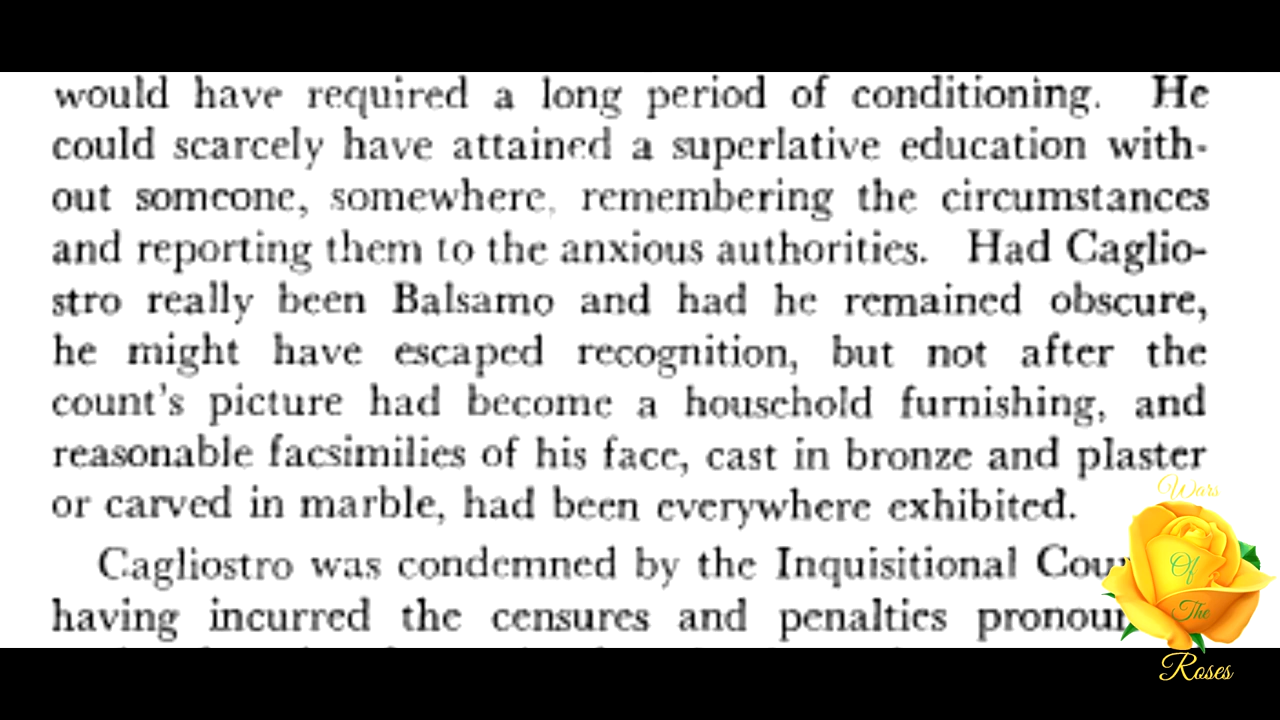 would have required a long period of conditioning. He
could scarcely have attained a superlative education with-
out someone, somewhere, remembering the circumstances
and reporting them to the anxious authorities. Had Caglio-
stro really been Balsamo and had he remained obscure,
he might have escaped recognition, but not after the
count's picture had become a household furnishing, and
reasonable facsimilies of his face, cast in bronze and plaster
or carved in marble, had been everywhere exhibited.
Cagliostro was condemned by the Inquisitional
having incurred the censures and penalties
Wars
Of
The
Roses